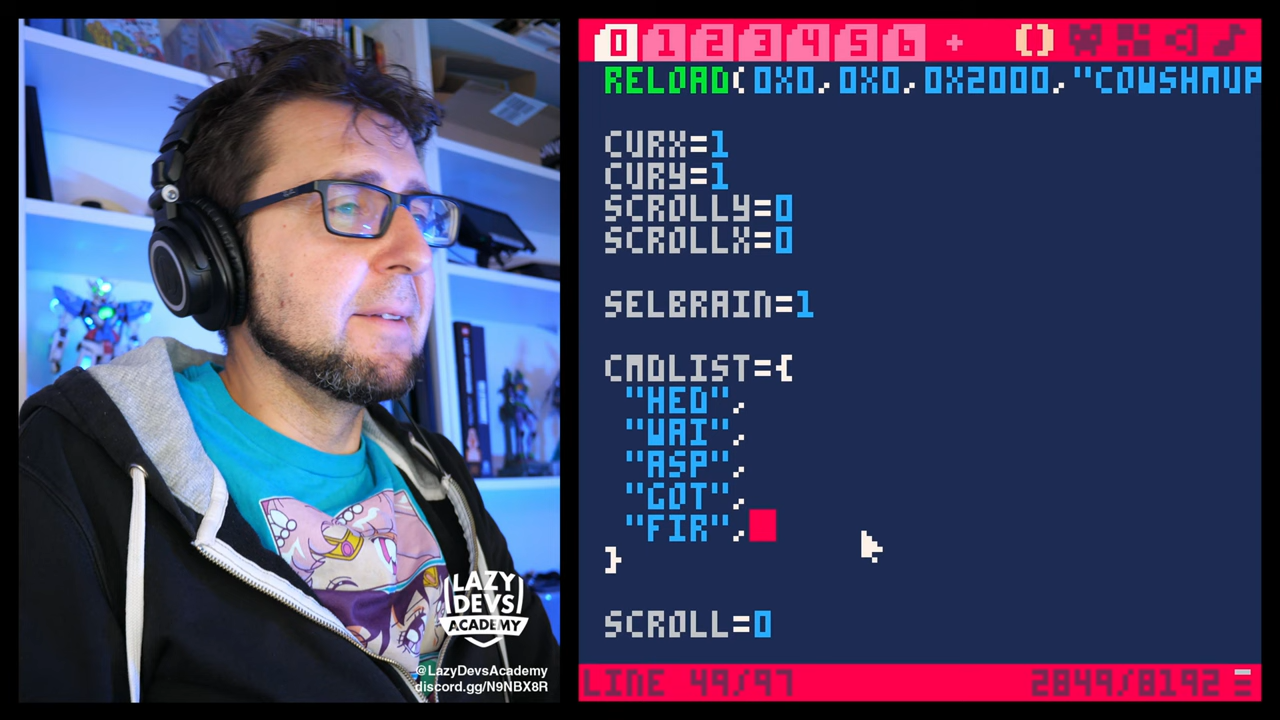 0 1 2 3 4 5 6 +
RELOAD(0X0,0X0,0X2000,"COWSHMUP
CURX=1
CURY=1
SCROLLY=0
SCROLLX=0
SELBRAIN=1
CMDLIST={
"HED",
"WAI",
"ASP",
"GOT",
"FIR",
}
SCROLL=0
LINE 49/97
2849/8192
LAZY
DEVS
ACADEMY
@LazyDevsAcademy
discord.gg/N9NBX8R